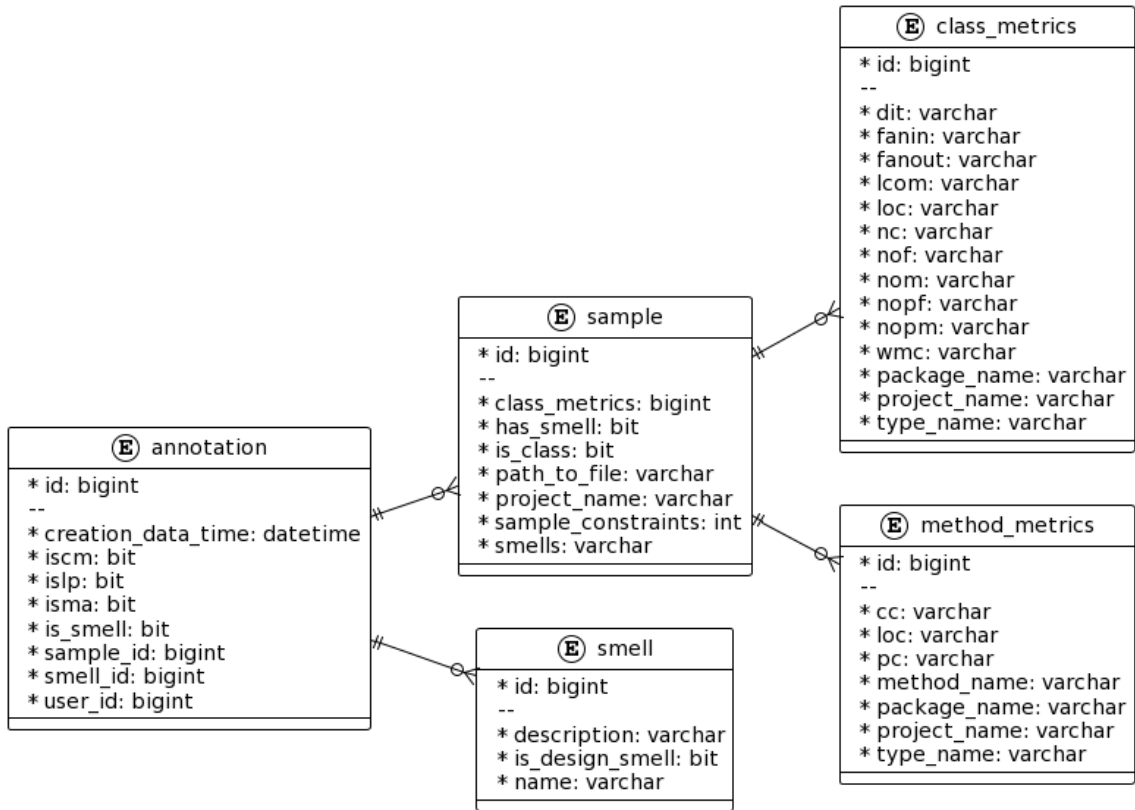 E class_metrics
* id: bigint
--
* dit: varchar
* fanin: varchar
* fanout: varchar
* lcom: varchar
* loc: varchar
* nc: varchar
* nof: varchar
* nom: varchar
* nopf: varchar
* nopm: varchar
* wmc: varchar
* package_name: varchar
* project_name: varchar
* type_name: varchar
E sample
* id: bigint
--
* class_metrics: bigint
* has_smell: bit
* is_class: bit
* path_to_file: varchar
* project_name: varchar
* sample_constraints: int
* smells: varchar
E annotation
* id: bigint
--
* creation_data_time: datetime
* iscm: bit
* islp: bit
* isma: bit
* is_smell: bit
* sample_id: bigint
* smell_id: bigint
* user_id: bigint
E method_metrics
* id: bigint
--
* cc: varchar
* loc: varchar
* pc: varchar
* method_name: varchar
* package_name: varchar
* project_name: varchar
* type_name: varchar
E smell
* id: bigint
--
* description: varchar
* is_design_smell: bit
* name: varchar